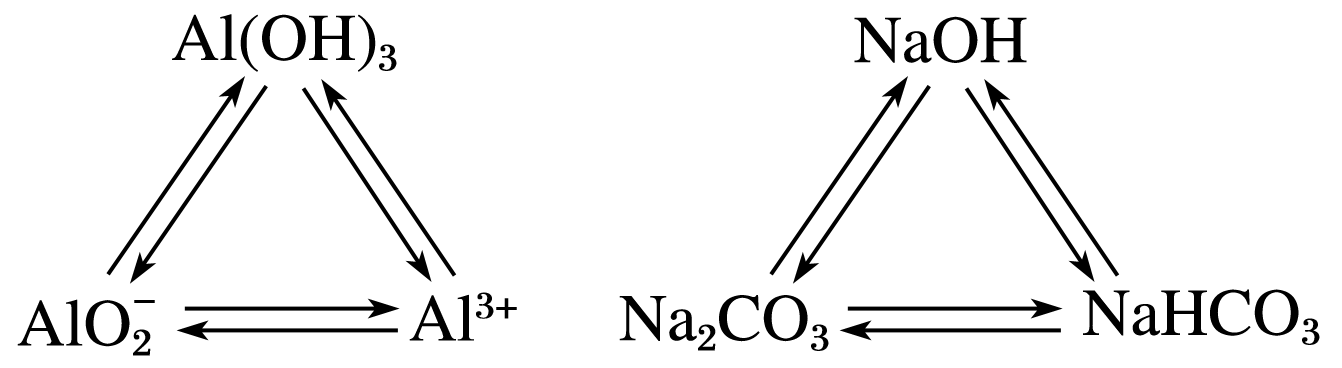 Al(OH)₃ NaOH
AlO₂⁻ Al³⁺ Na₂CO₃ NaHCO₃